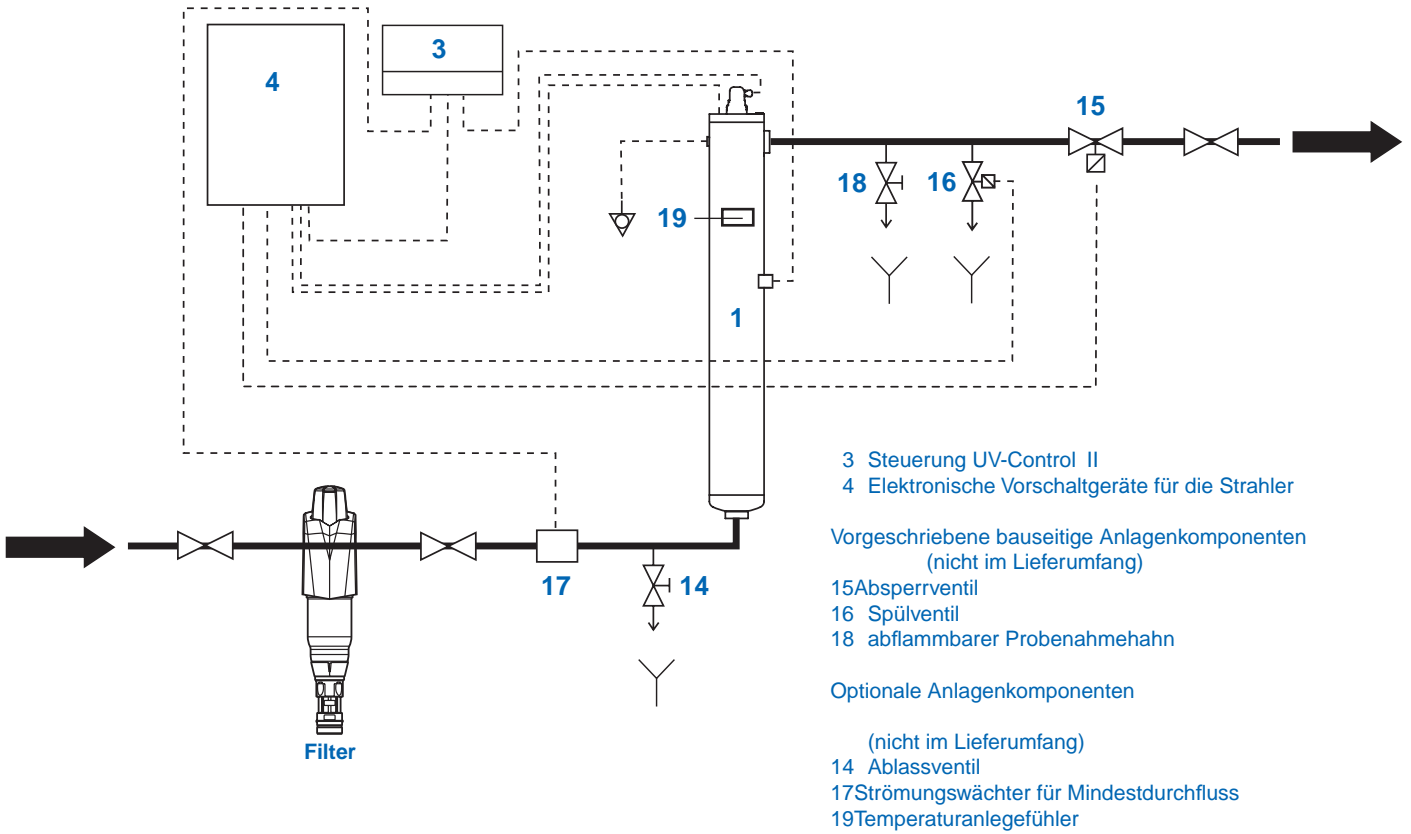 3
4
15
18
16
19
1
17
14
Filter
3 Steuerung UV-Control II
4 Elektronische Vorschaltgeräte für die Strahler
Vorgeschriebene bauseitige Anlagenkomponenten
(nicht im Lieferumfang)
15Absperrventil
16 Spülventil
18 abflammbarer Probenahmehahn
Optionale Anlagenkomponenten
(nicht im Lieferumfang)
14 Ablassventil
17Strömungswächter für Mindestdurchfluss
19Temperaturanlegefühler